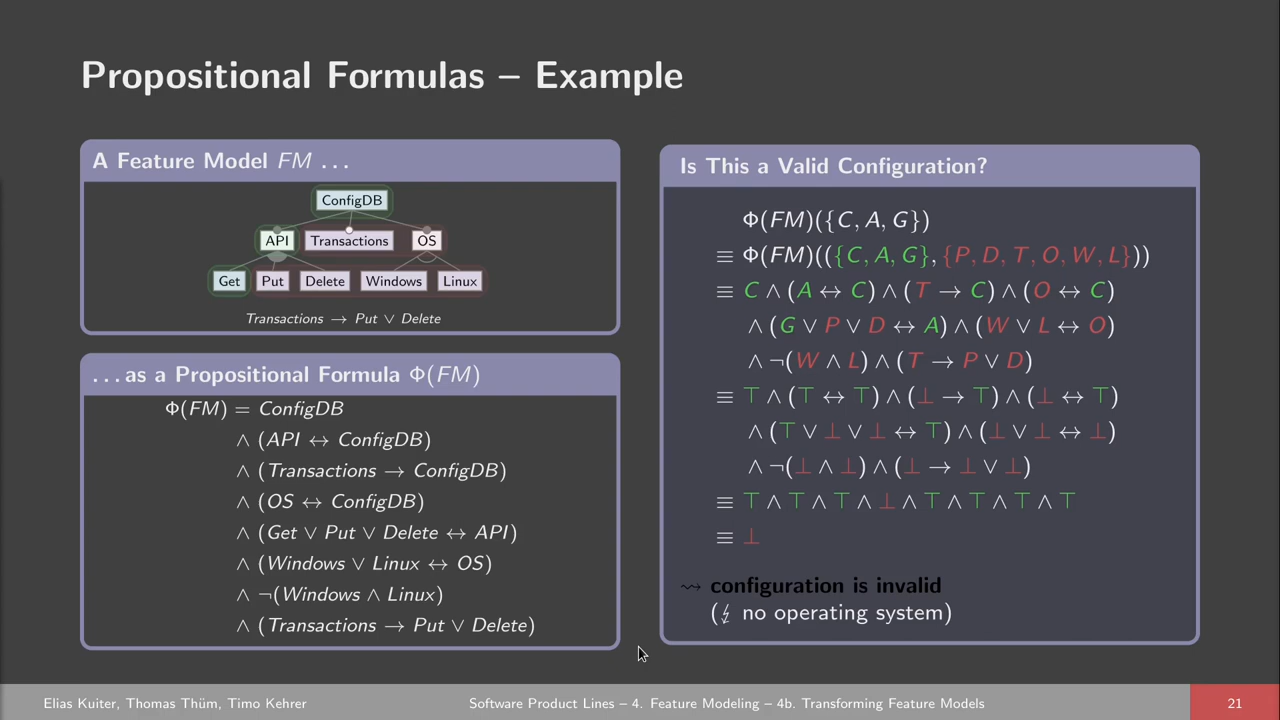 Propositional Formulas – Example
A Feature Model FM . . .
ConfigDB
API Transactions OS
Get Put Delete Windows Linux
Transactions → Put ∨ Delete
. . . as a Propositional Formula Φ(FM)
Φ(FM) = ConfigDB
∧ (API ↔ ConfigDB)
∧ (Transactions → ConfigDB)
∧ (OS ↔ ConfigDB)
∧ (Get ∨ Put ∨ Delete ↔ API)
∧ (Windows ∨ Linux ↔ OS)
∧ ¬(Windows ∧ Linux)
∧ (Transactions → Put ∨ Delete)
Is This a Valid Configuration?
Φ(FM)({C, A, G})
≡ Φ(FM)(({C, A, G}, {P, D, T, O, W, L}))
≡ C ∧ (A ↔ C) ∧ (T → C) ∧ (O ↔ C)
∧ (G ∨ P ∨ D ↔ A) ∧ (W ∨ L ↔ O)
∧ ¬(W ∧ L) ∧ (T → P ∨ D)
≡ ⊤ ∧ (⊤ ↔ ⊤) ∧ (⊥ → ⊤) ∧ (⊥ ↔ ⊤)
∧ (⊤ ∨ ⊥ ∨ ⊥ ↔ ⊤) ∧ (⊥ ∨ ⊥ ↔ ⊥)
∧ ¬(⊥ ∧ ⊥) ∧ (⊥ → ⊥ ∨ ⊥)
≡ ⊤ ∧ ⊤ ∧ ⊤ ∧ ⊥ ∧ ⊤ ∧ ⊤ ∧ ⊤ ∧ ⊤
≡ ⊥
⇝ configuration is invalid
(↯ no operating system)
Elias Kuiter, Thomas Thüm, Timo Kehrer
Software Product Lines – 4. Feature Modeling – 4b. Transforming Feature Models
21